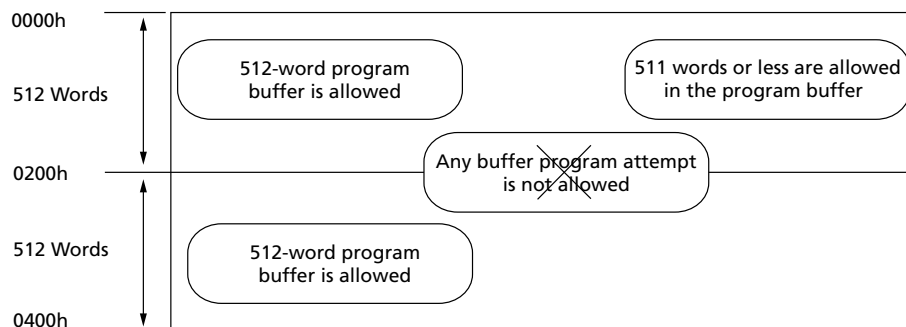 0000h
512 Words
512-word program
buffer is allowed
511 words or less are allowed
in the program buffer
Any buffer program attempt
is not allowed
0200h
512 Words
512-word program
buffer is allowed
0400h